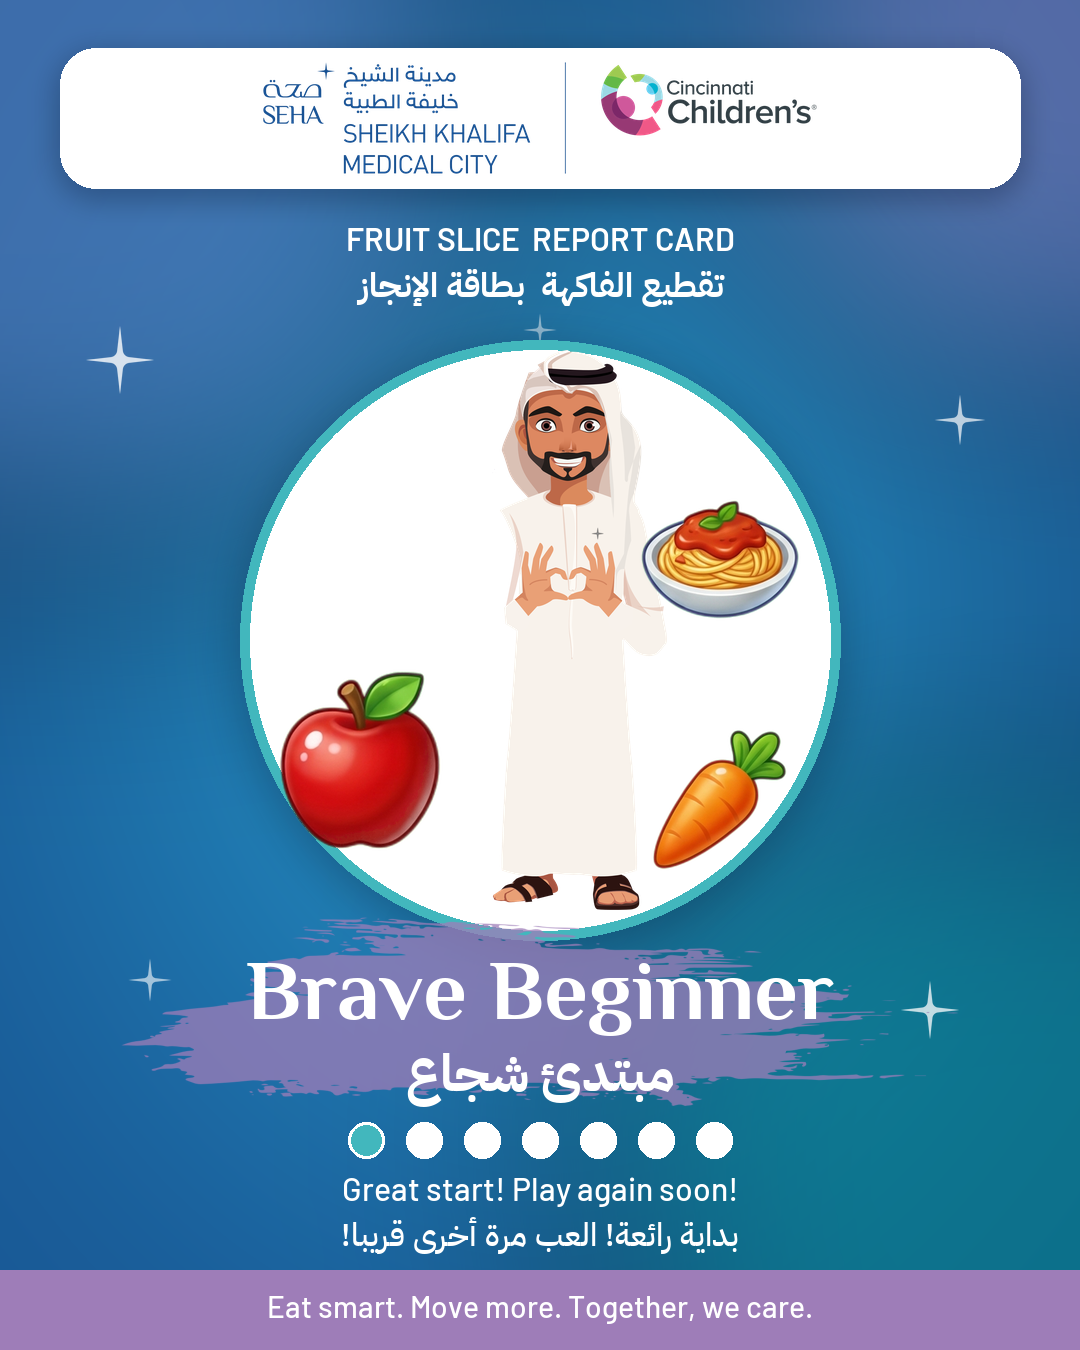 صحة
SEHA
مدينة الشيخ
خليفة الطبية
SHEIKH KHALIFA
MEDICAL CITY
Cincinnati
Children's®
FRUIT SLICE REPORT CARD
تقطيع الفاكهة بطاقة الإنجاز
Brave Beginner
مبتدئ شجاع
Great start! Play again soon!
بداية رائعة! العب مرة أخرى قريبا!
Eat smart. Move more. Together, we care.